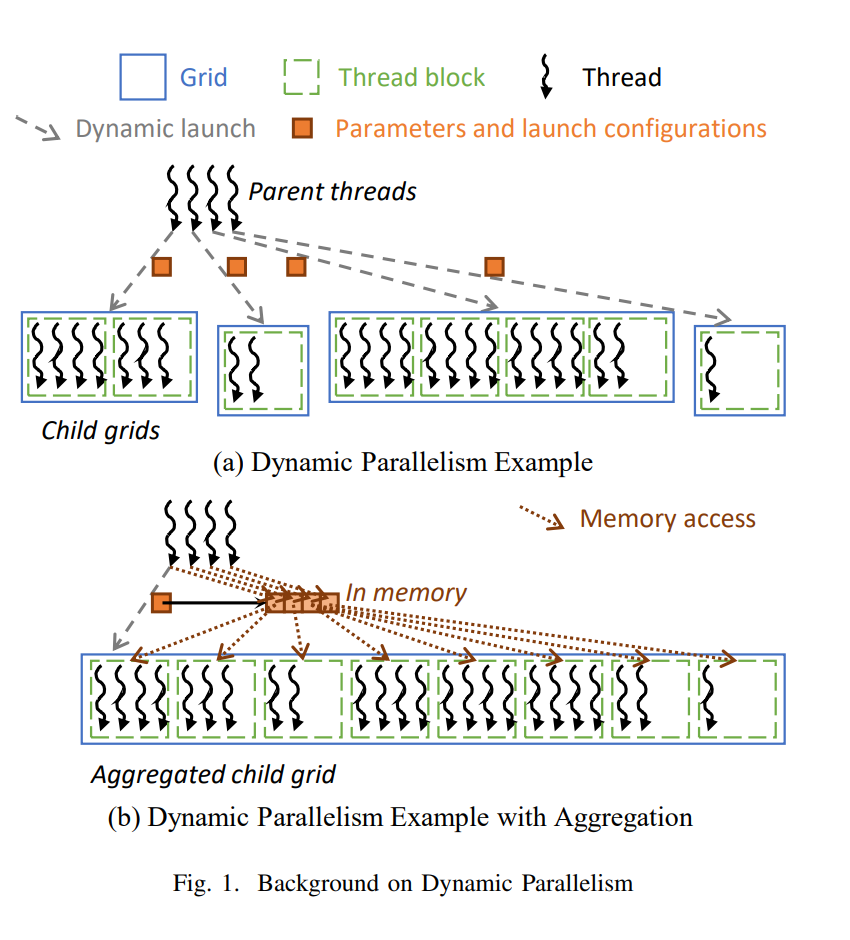 Grid
Thread block
Thread
Dynamic launch
Parameters and launch configurations
Parent threads
Child grids
(a) Dynamic Parallelism Example
Memory access
In memory
Aggregated child grid
(b) Dynamic Parallelism Example with Aggregation
Fig. 1. Background on Dynamic Parallelism